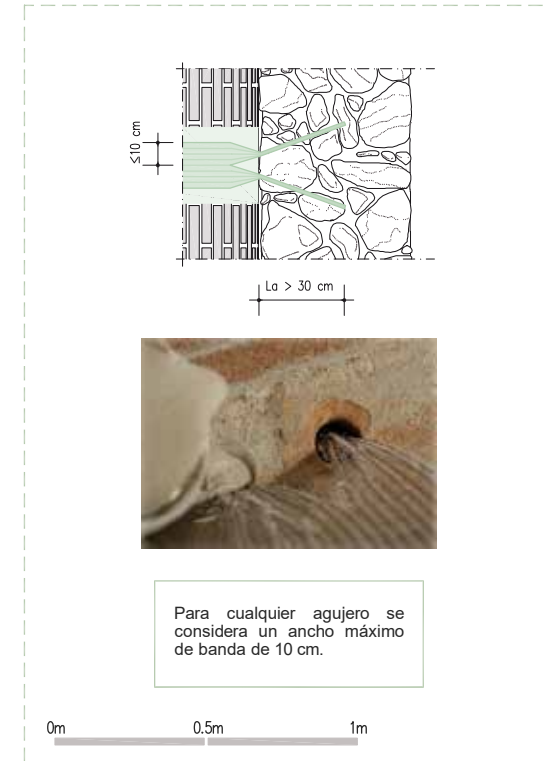 ≤10 cm
La > 30 cm
Para cualquier agujero se
considera un ancho máximo
de banda de 10 cm.
0m 0.5m 1m